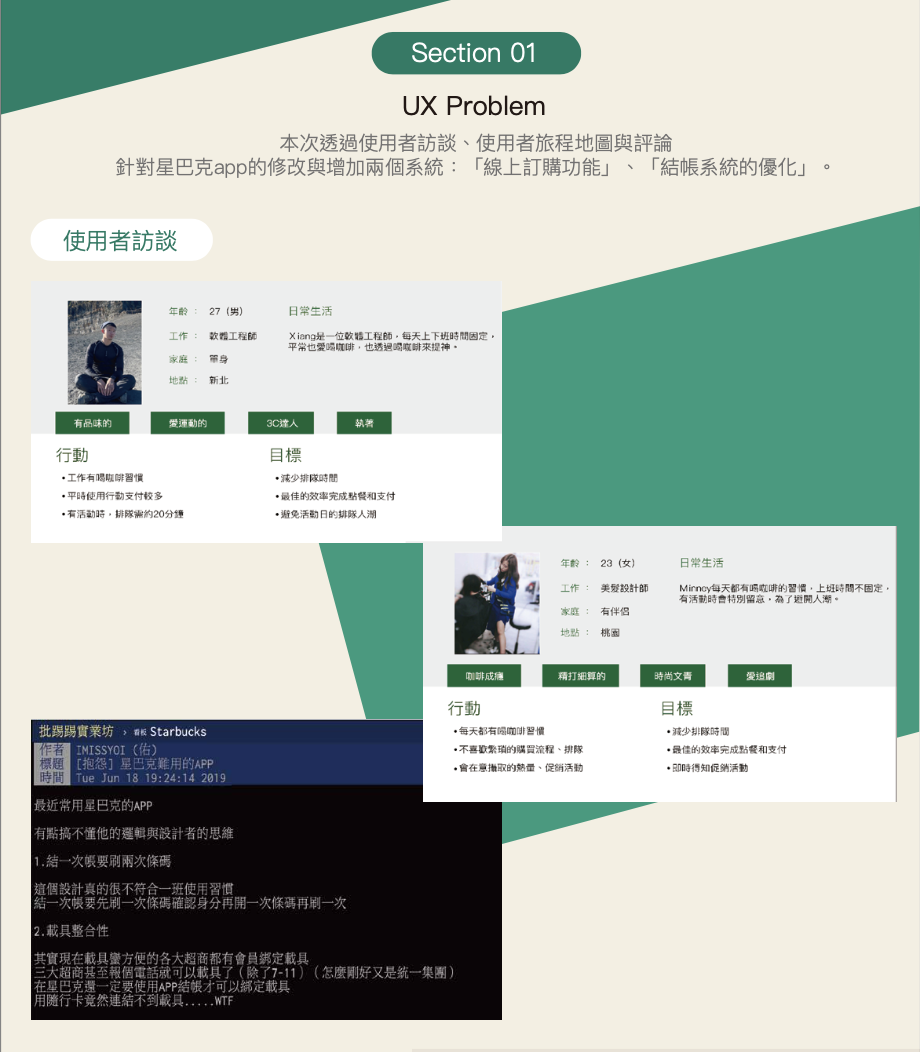 Section 01
UX Problem
本次透過使用者訪談、使用者旅程地圖與評論
針對星巴克app的修改與增加兩個系統：「線上訂購功能」、「結帳系統的優化」。
使用者訪談
年齡： 27（男）
工作： 軟體工程師
家庭： 單身
地點： 新北
日常生活
Xiang是一位軟體工程師，每天上下班時間固定，
平常也愛喝咖啡，也透過喝咖啡來提神。
有品味的 愛運動的 3C達人 執著
行動
•工作有喝咖啡習慣
•平時使用行動支付較多
•有活動時，排隊需約20分鐘
目標
•減少排隊時間
•最佳的效率完成點餐和支付
•避免活動日的排隊人潮
年齡： 23（女）
工作： 美髮設計師
家庭： 有伴侶
地點： 桃園
日常生活
Minnoy每天都有喝咖啡的習慣，上班時間不固定，
有活動時會特別留意，為了避開人潮。
咖啡成癮 精打細算的 時尚文青 愛追劇
行動
•每天都有喝咖啡習慣
•不喜歡繁瑣的購買流程、排隊
•會在意攝取的熱量、促銷活動
目標
•減少排隊時間
•最佳的效率完成點餐和支付
•即時得知促銷活動
批踢踢實業坊 › 看板 Starbucks
作者 IMISSYOI (佑)
標題 [抱怨] 星巴克難用的APP
時間 Tue Jun 18 19:24:14 2019
最近常用星巴克的APP
有點搞不懂他的邏輯與設計者的思維
1.結一次帳要刷兩次條碼
這個設計真的很不符合一班使用習慣
結一次帳要先刷一次條碼確認身分再開一次條碼再刷一次
2.載具整合性
其實現在載具蠻方便的各大超商都有會員綁定載具
三大超商甚至報個電話就可以載具了（除了7-11）（怎麼剛好又是統一集團）
在星巴克還一定要使用APP結帳才可以綁定載具
用隨行卡竟然連結不到載具.....WTF